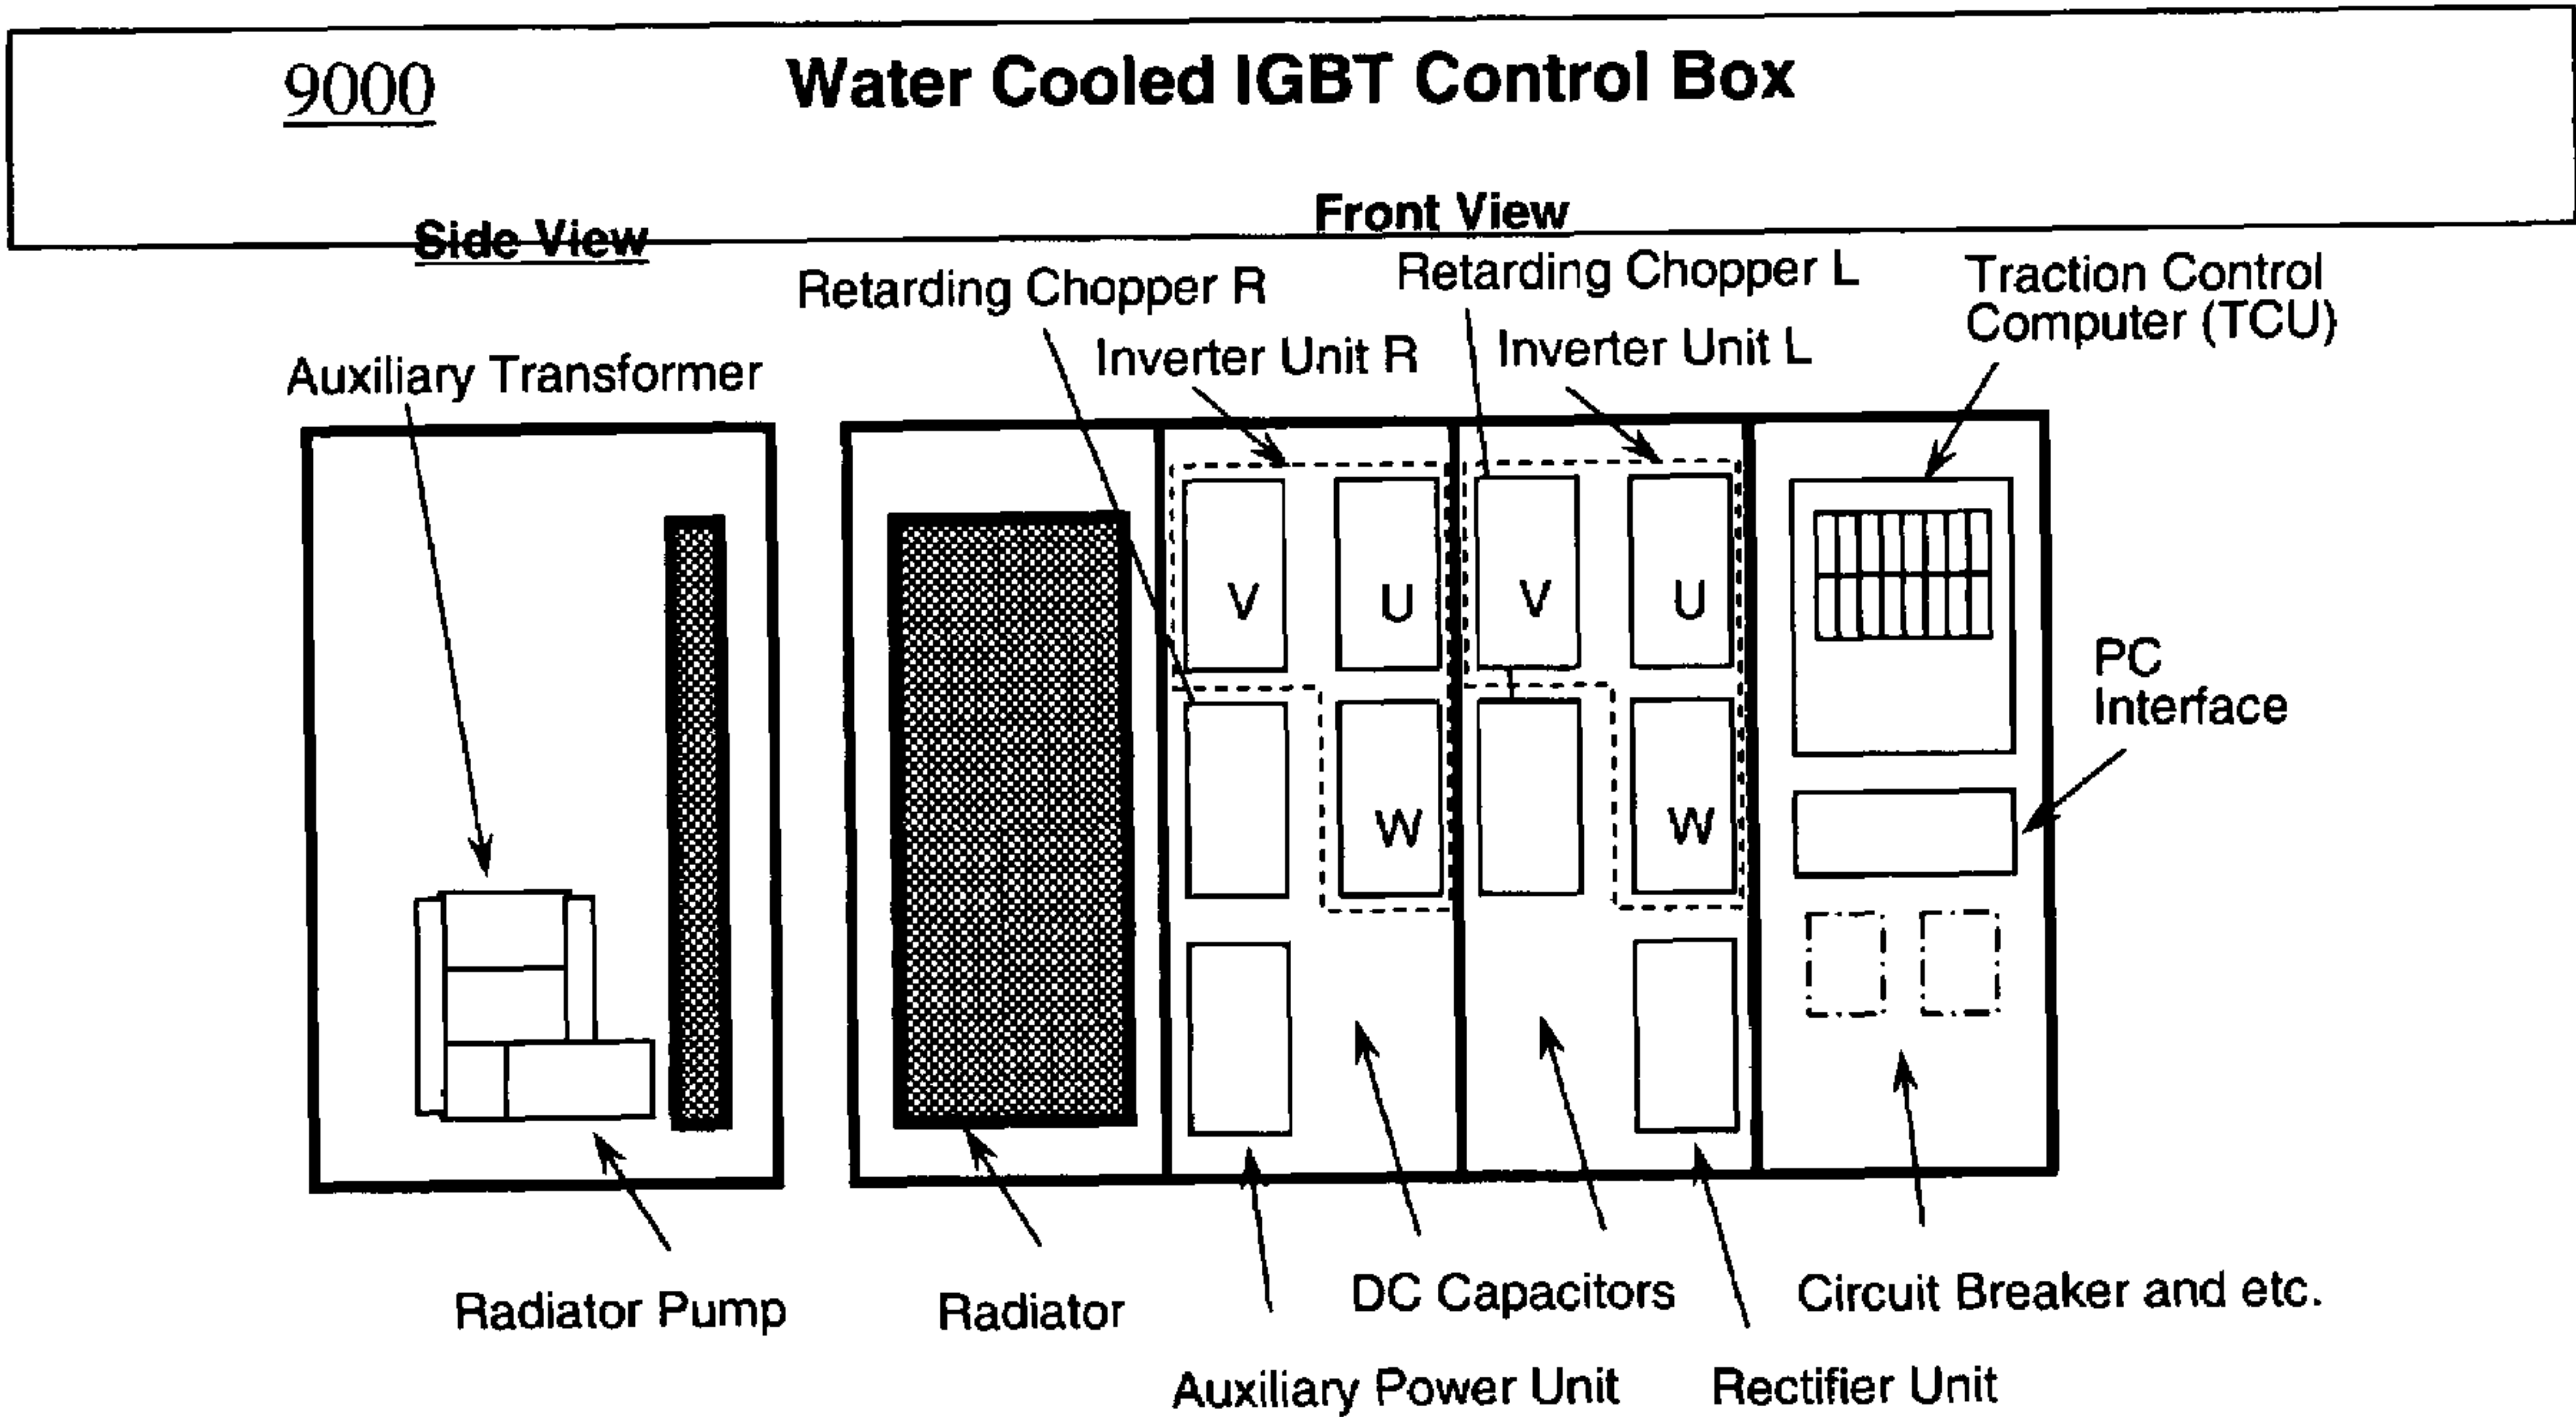 9000
Water Cooled IGBT Control Box
Side View
Front View
Retarding Chopper R
Retarding Chopper L
Traction Control
Computer (TCU)
Inverter Unit R
Inverter Unit L
Auxiliary Transformer
V
U
V
U
PC
Interface
W
W
Radiator Pump
Radiator
DC Capacitors
Circuit Breaker and etc.
Auxiliary Power Unit
Rectifier Unit